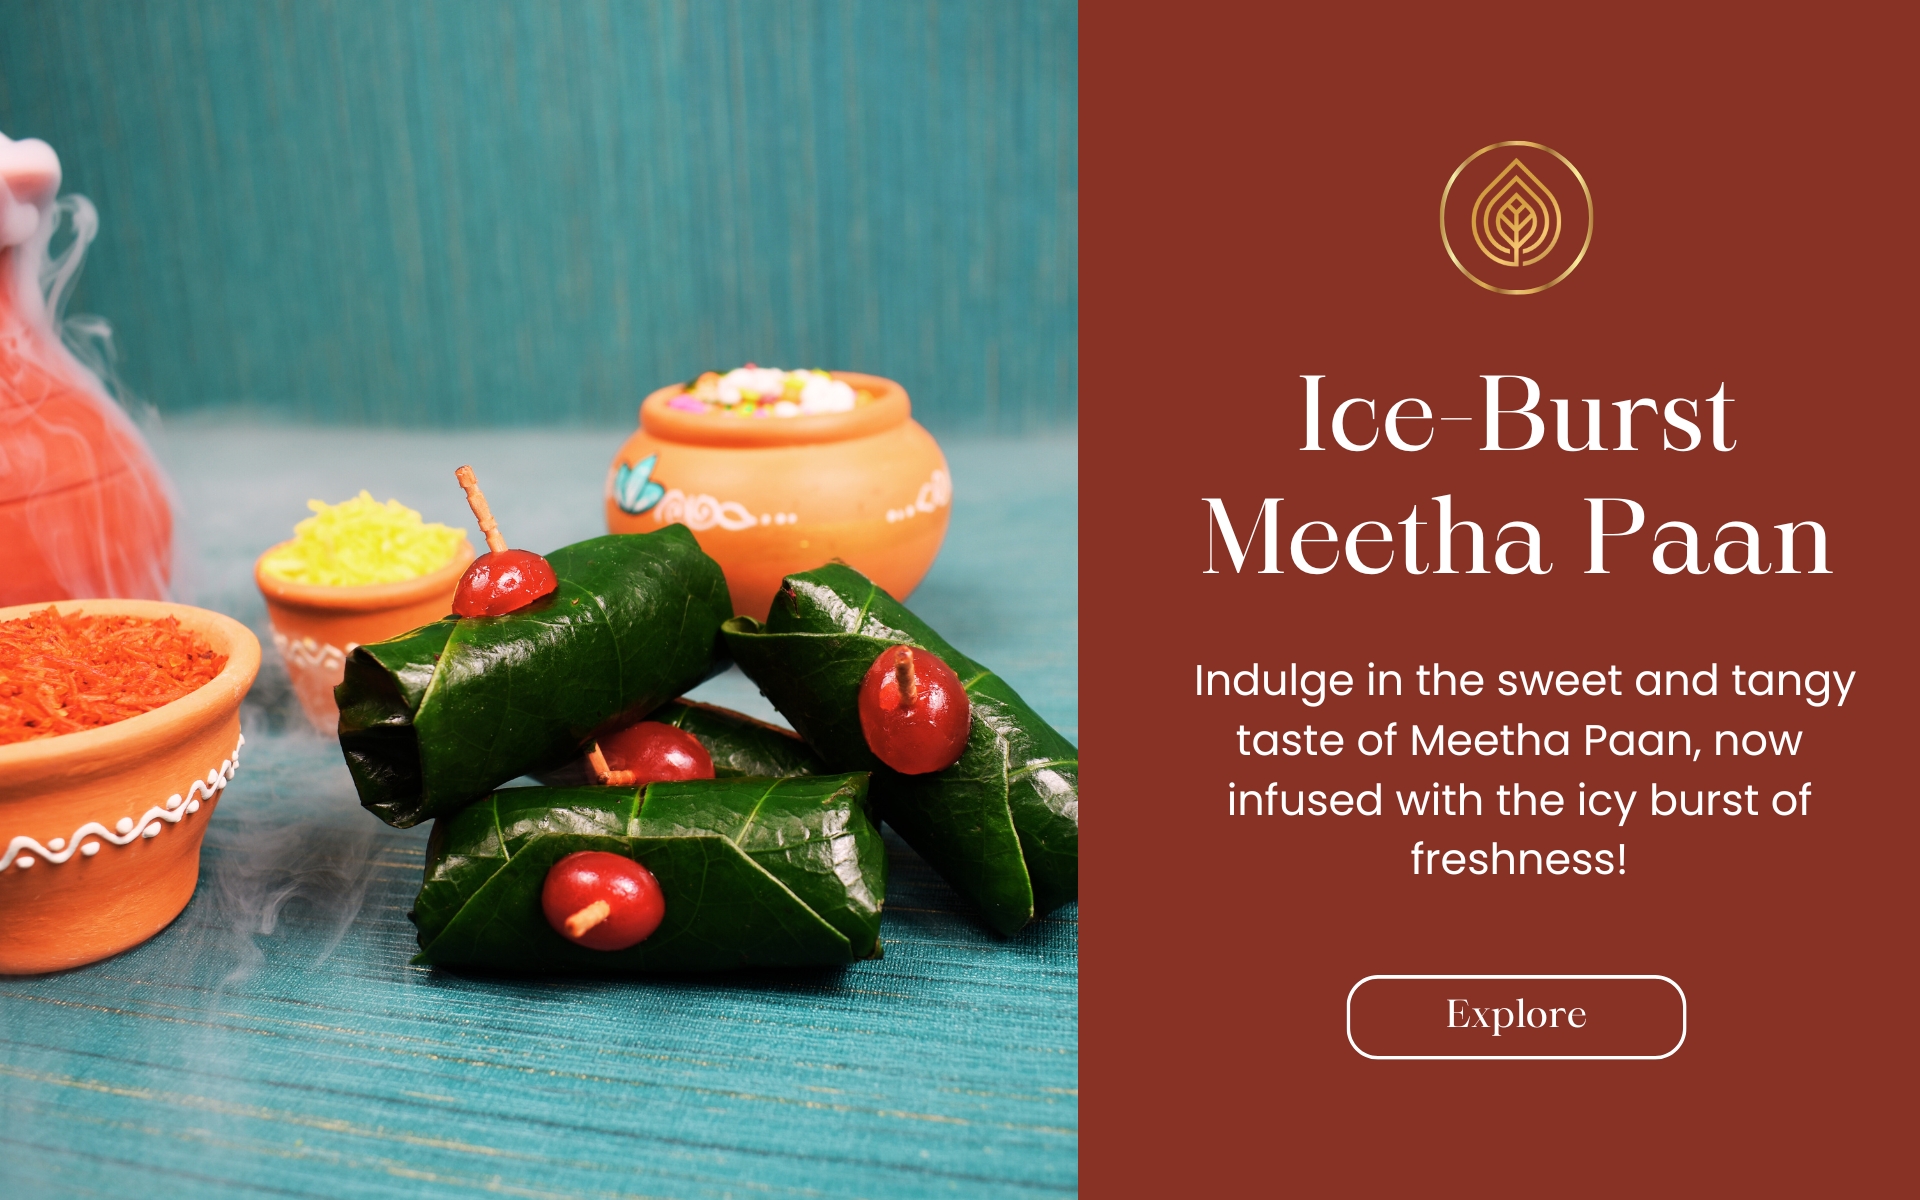 Ice-Burst
Meetha Paan
Indulge in the sweet and tangy
taste of Meetha Paan, now
infused with the icy burst of
freshness!
Explore